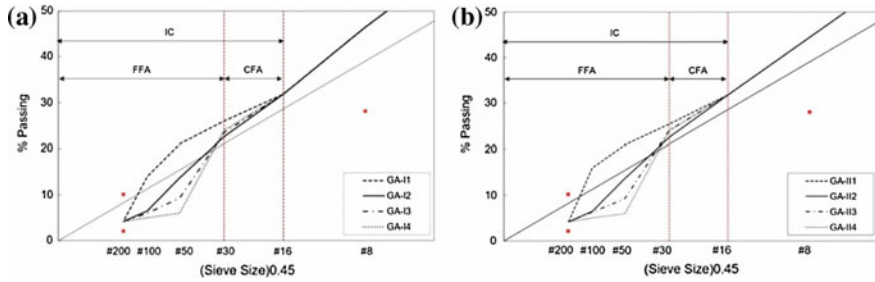 (a)
50
40
30
20
10
0
% Passing
IC
FFA
CFA
GA-I1
GA-I2
GA-I3
GA-I4
#200 #100 #50 #30 #16 #8
(Sieve Size)0.45
(b)
50
40
30
20
10
0
% Passing
IC
FFA
CFA
GA-II1
GA-II2
GA-II3
GA-II4
#200 #100 #50 #30 #16 #8
(Sieve Size)0.45